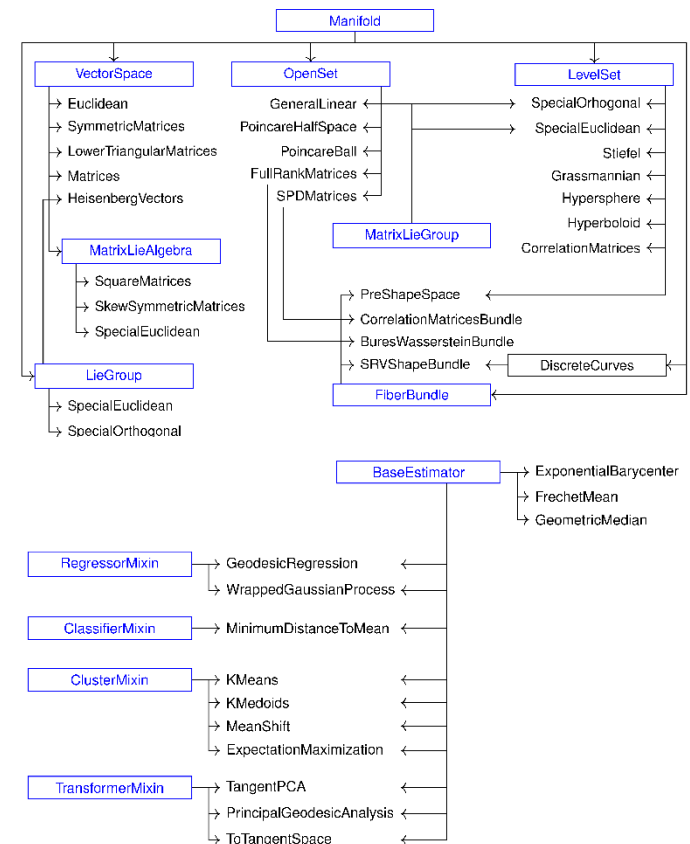 Manifold
VectorSpace
OpenSet
LevelSet
Euclidean
SymmetricMatrices
LowerTriangularMatrices
Matrices
HeisenbergVectors
GeneralLinear
PoincareHalfSpace
PoincareBall
FullRankMatrices
SPDMatrices
SpecialOrhogonal
SpecialEuclidean
Stiefel
Grassmannian
Hypersphere
Hyperboloid
CorrelationMatrices
MatrixLieGroup
MatrixLieAlgebra
SquareMatrices
SkewSymmetricMatrices
SpecialEuclidean
PreShapeSpace
CorrelationMatricesBundle
BuresWassersteinBundle
SRVShapeBundle
DiscreteCurves
FiberBundle
LieGroup
SpecialEuclidean
SpecialOrthogonal
BaseEstimator
ExponentialBarycenter
FrechetMean
GeometricMedian
RegressorMixin
GeodesicRegression
WrappedGaussianProcess
ClassifierMixin
MinimumDistanceToMean
ClusterMixin
KMeans
KMedoids
MeanShift
ExpectationMaximization
TransformerMixin
TangentPCA
PrincipalGeodesicAnalysis
ToTangentSpace